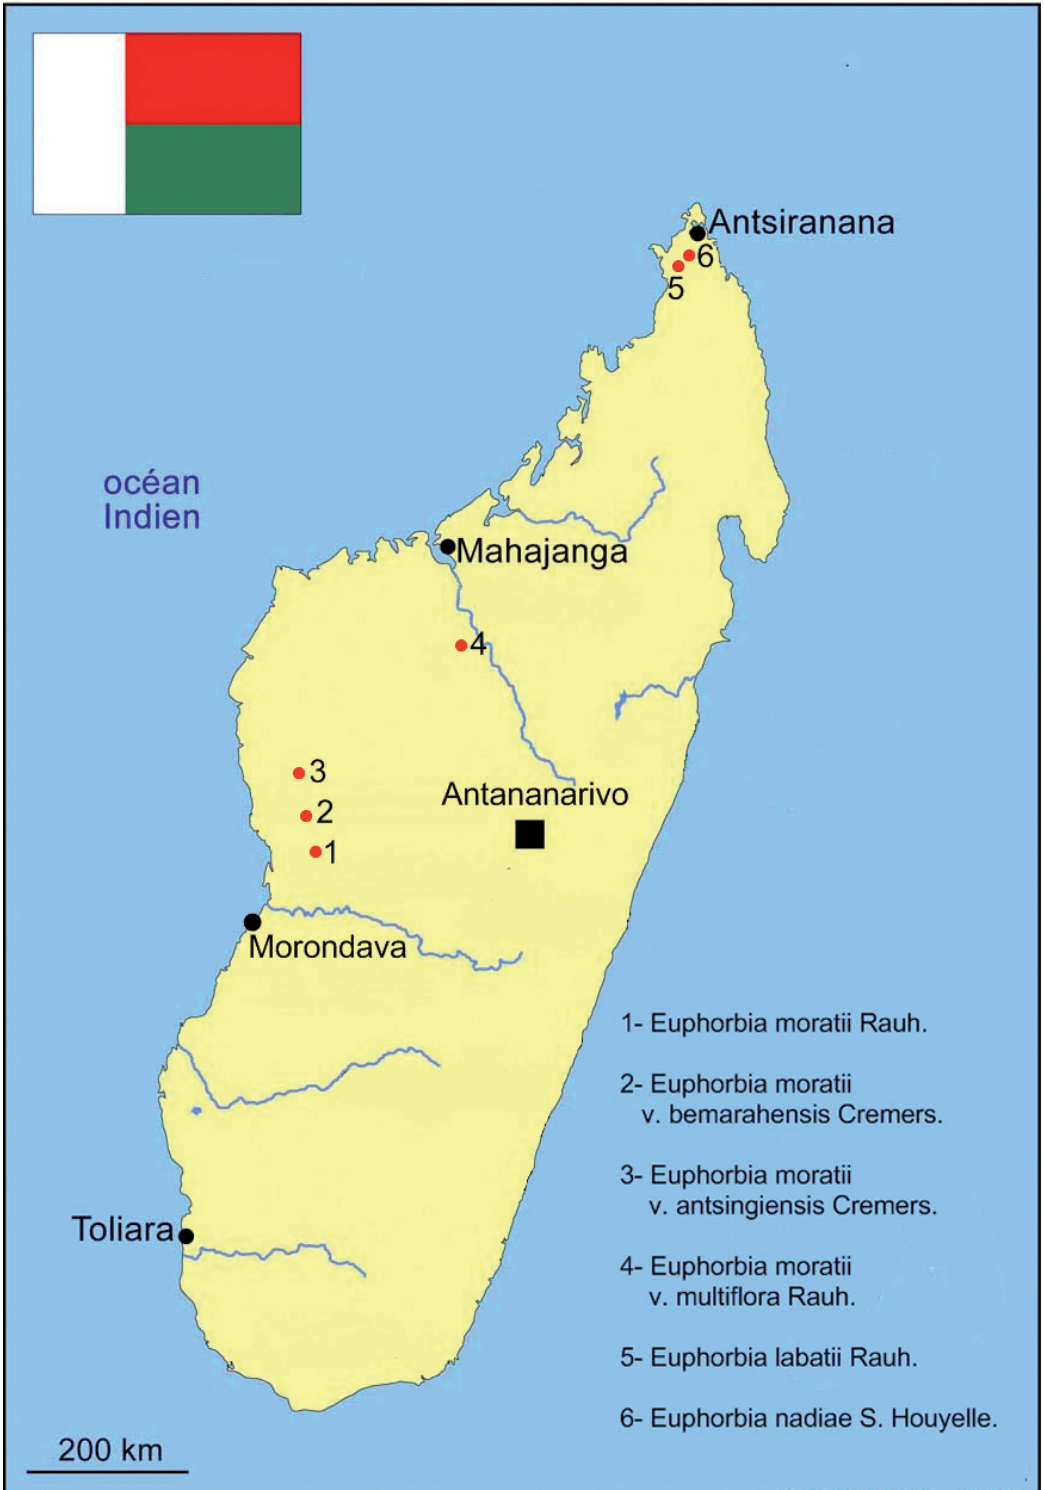 Antsiranana
6
5
océan
Indien
Mahajanga
4
3
2
1
Antananarivo
Morondava
Toliara
1- Euphorbia moratii Rauh.
2- Euphorbia moratii
v. bemarahensis Cremers.
3- Euphorbia moratii
v. antsingiensis Cremers.
4- Euphorbia moratii
v. multiflora Rauh.
5- Euphorbia labatii Rauh.
6- Euphorbia nadiae S. Houyelle.
200 km